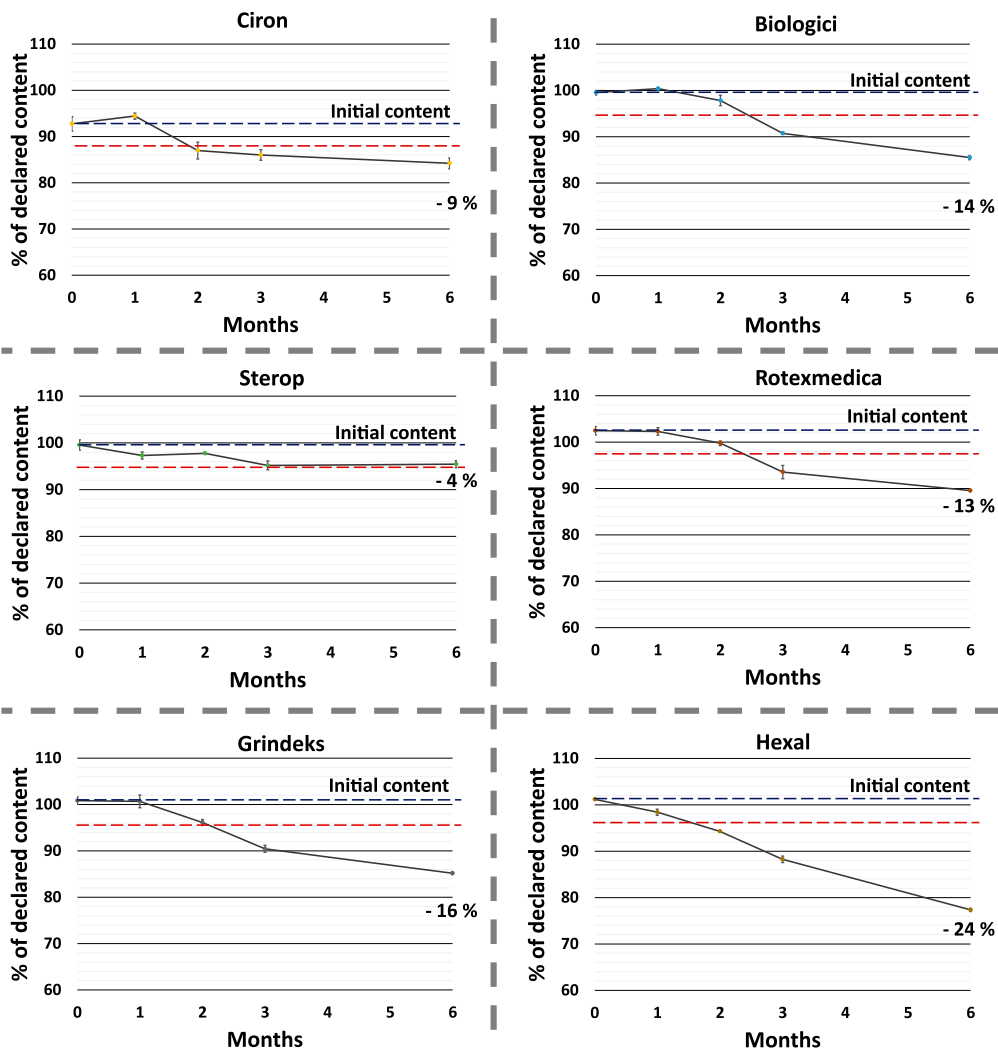 Ciron
% of declared content
110
100
90
80
70
60
Initial content
- 9 %
0 1 2 3 4 5 6
Months
Biologici
% of declared content
110
100
90
80
70
60
Initial content
- 14 %
0 1 2 3 4 5 6
Months
Sterop
% of declared content
110
100
90
80
70
60
Initial content
- 4 %
0 1 2 3 4 5 6
Months
Rotexmedica
% of declared content
110
100
90
80
70
60
Initial content
- 13 %
0 1 2 3 4 5 6
Months
Grindeks
% of declared content
110
100
90
80
70
60
Initial content
- 16 %
0 1 2 3 4 5 6
Months
Hexal
% of declared content
110
100
90
80
70
60
Initial content
- 24 %
0 1 2 3 4 5 6
Months